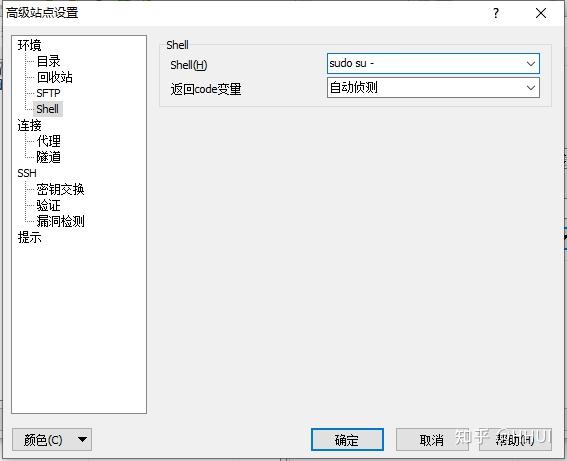 高级站点设置
?
环境
目录
回收站
SFTP
Shell
连接
代理
隧道
SSH
密钥交换
验证
漏洞检测
提示
Shell
Shell(H)
sudo su -
返回code变量
自动侦测
颜色(C)
确定
取消
帮助(H)
知乎